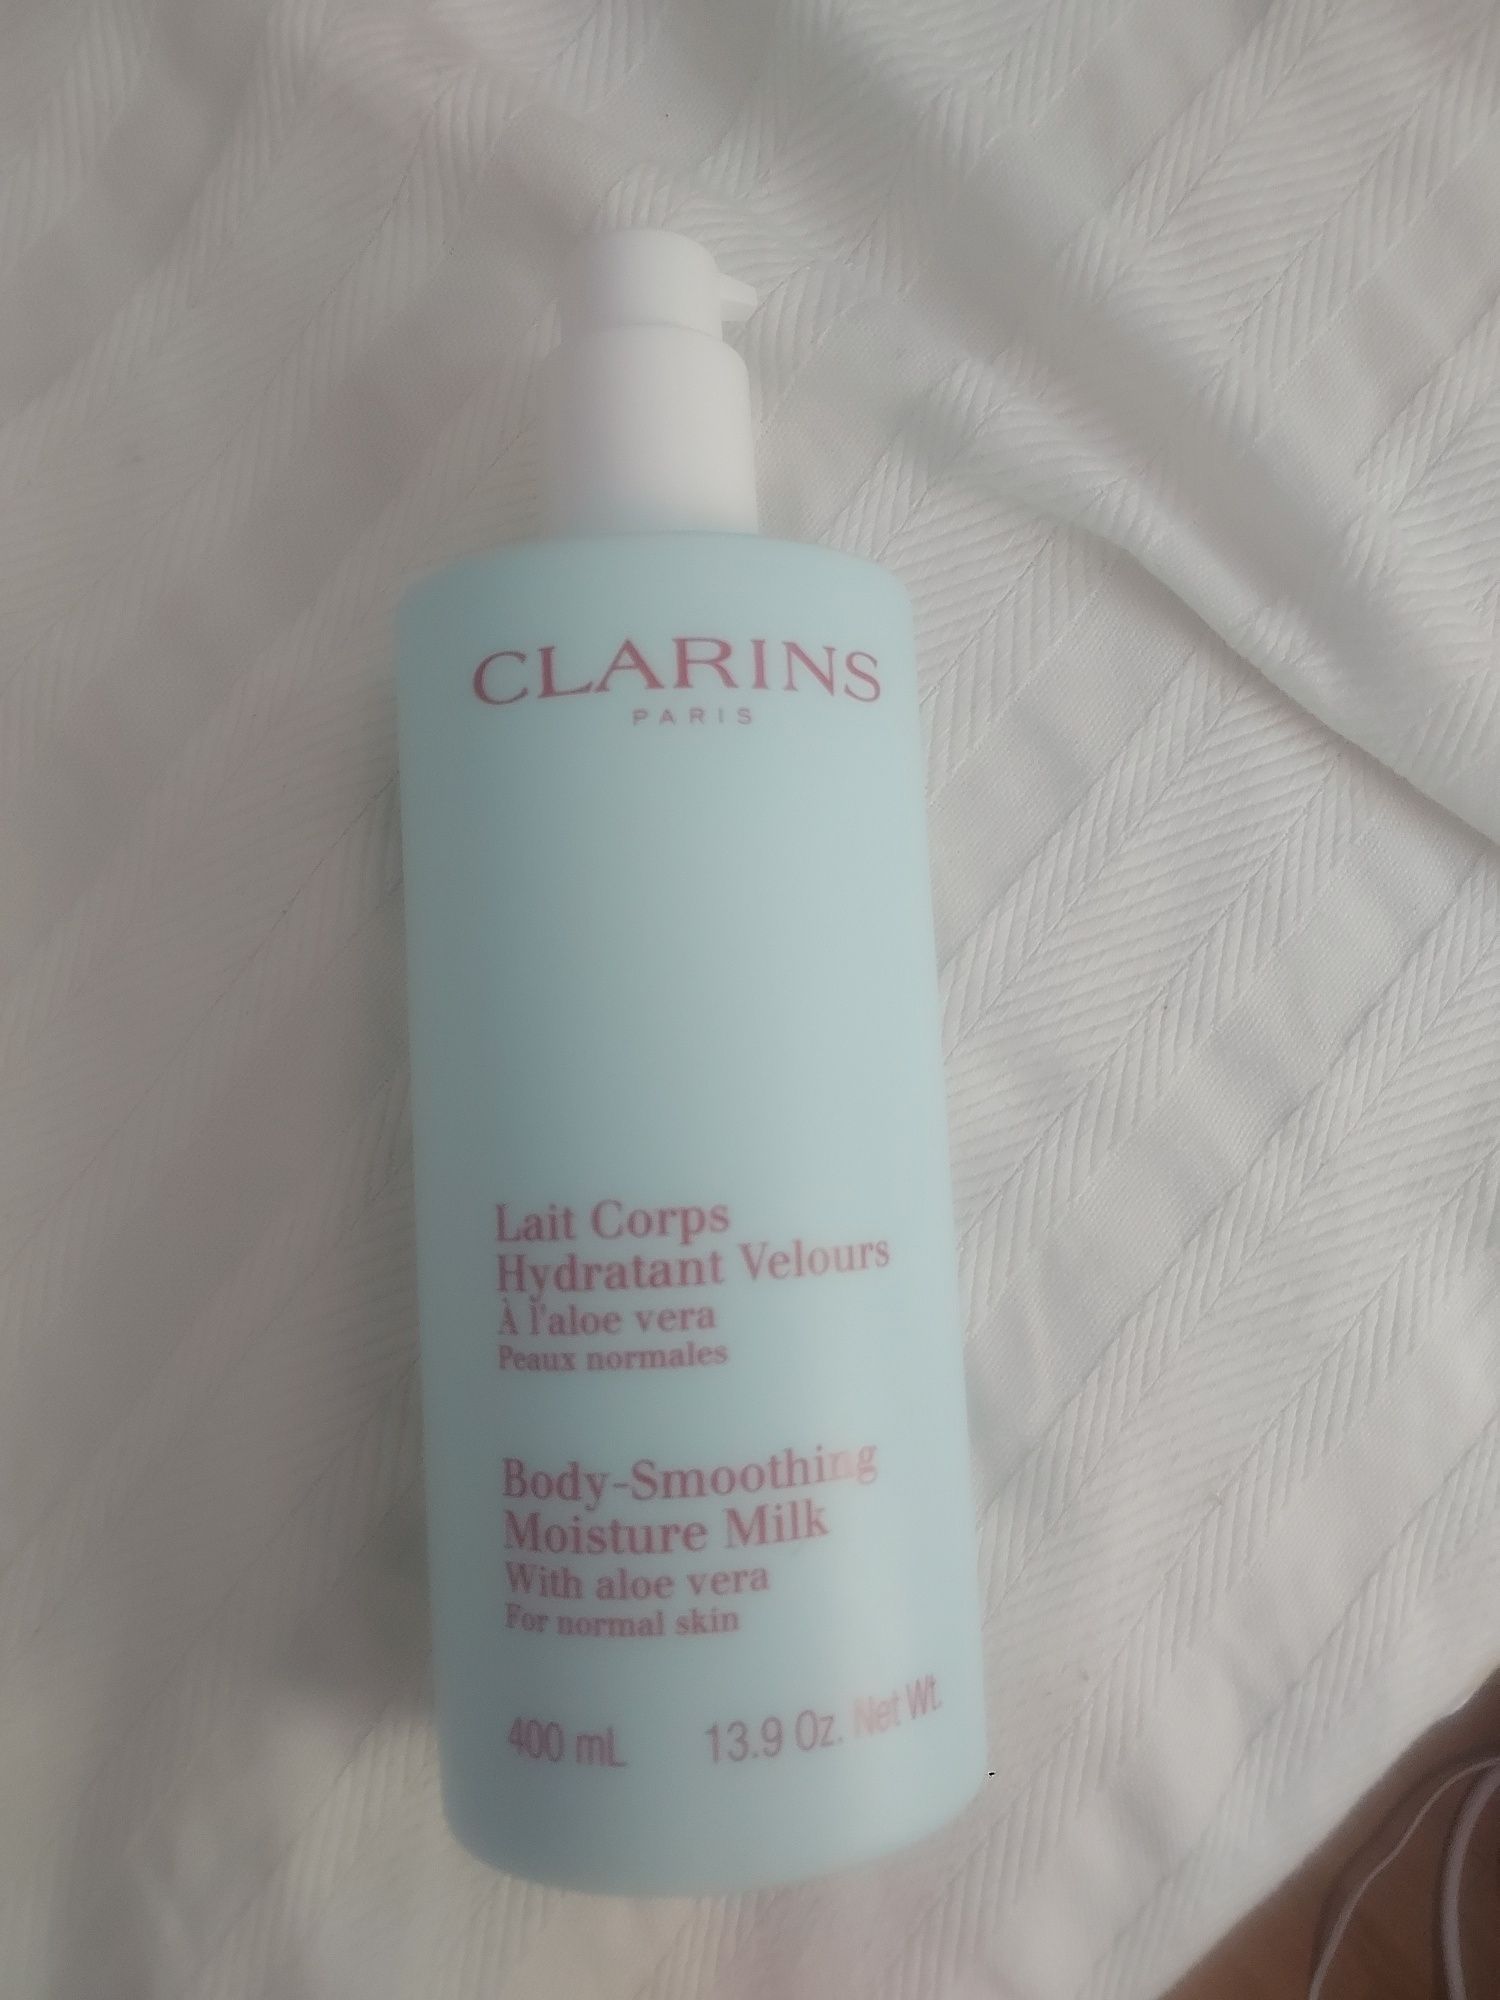 CLARINS
PARIS
Lait Corps
Hydratant Velours
À l'aloe vera
Peaux normales
Body-Smoothing
Moisture Milk
With aloe vera
For normal skin
400 mL 13.9 Oz. Net Wt.